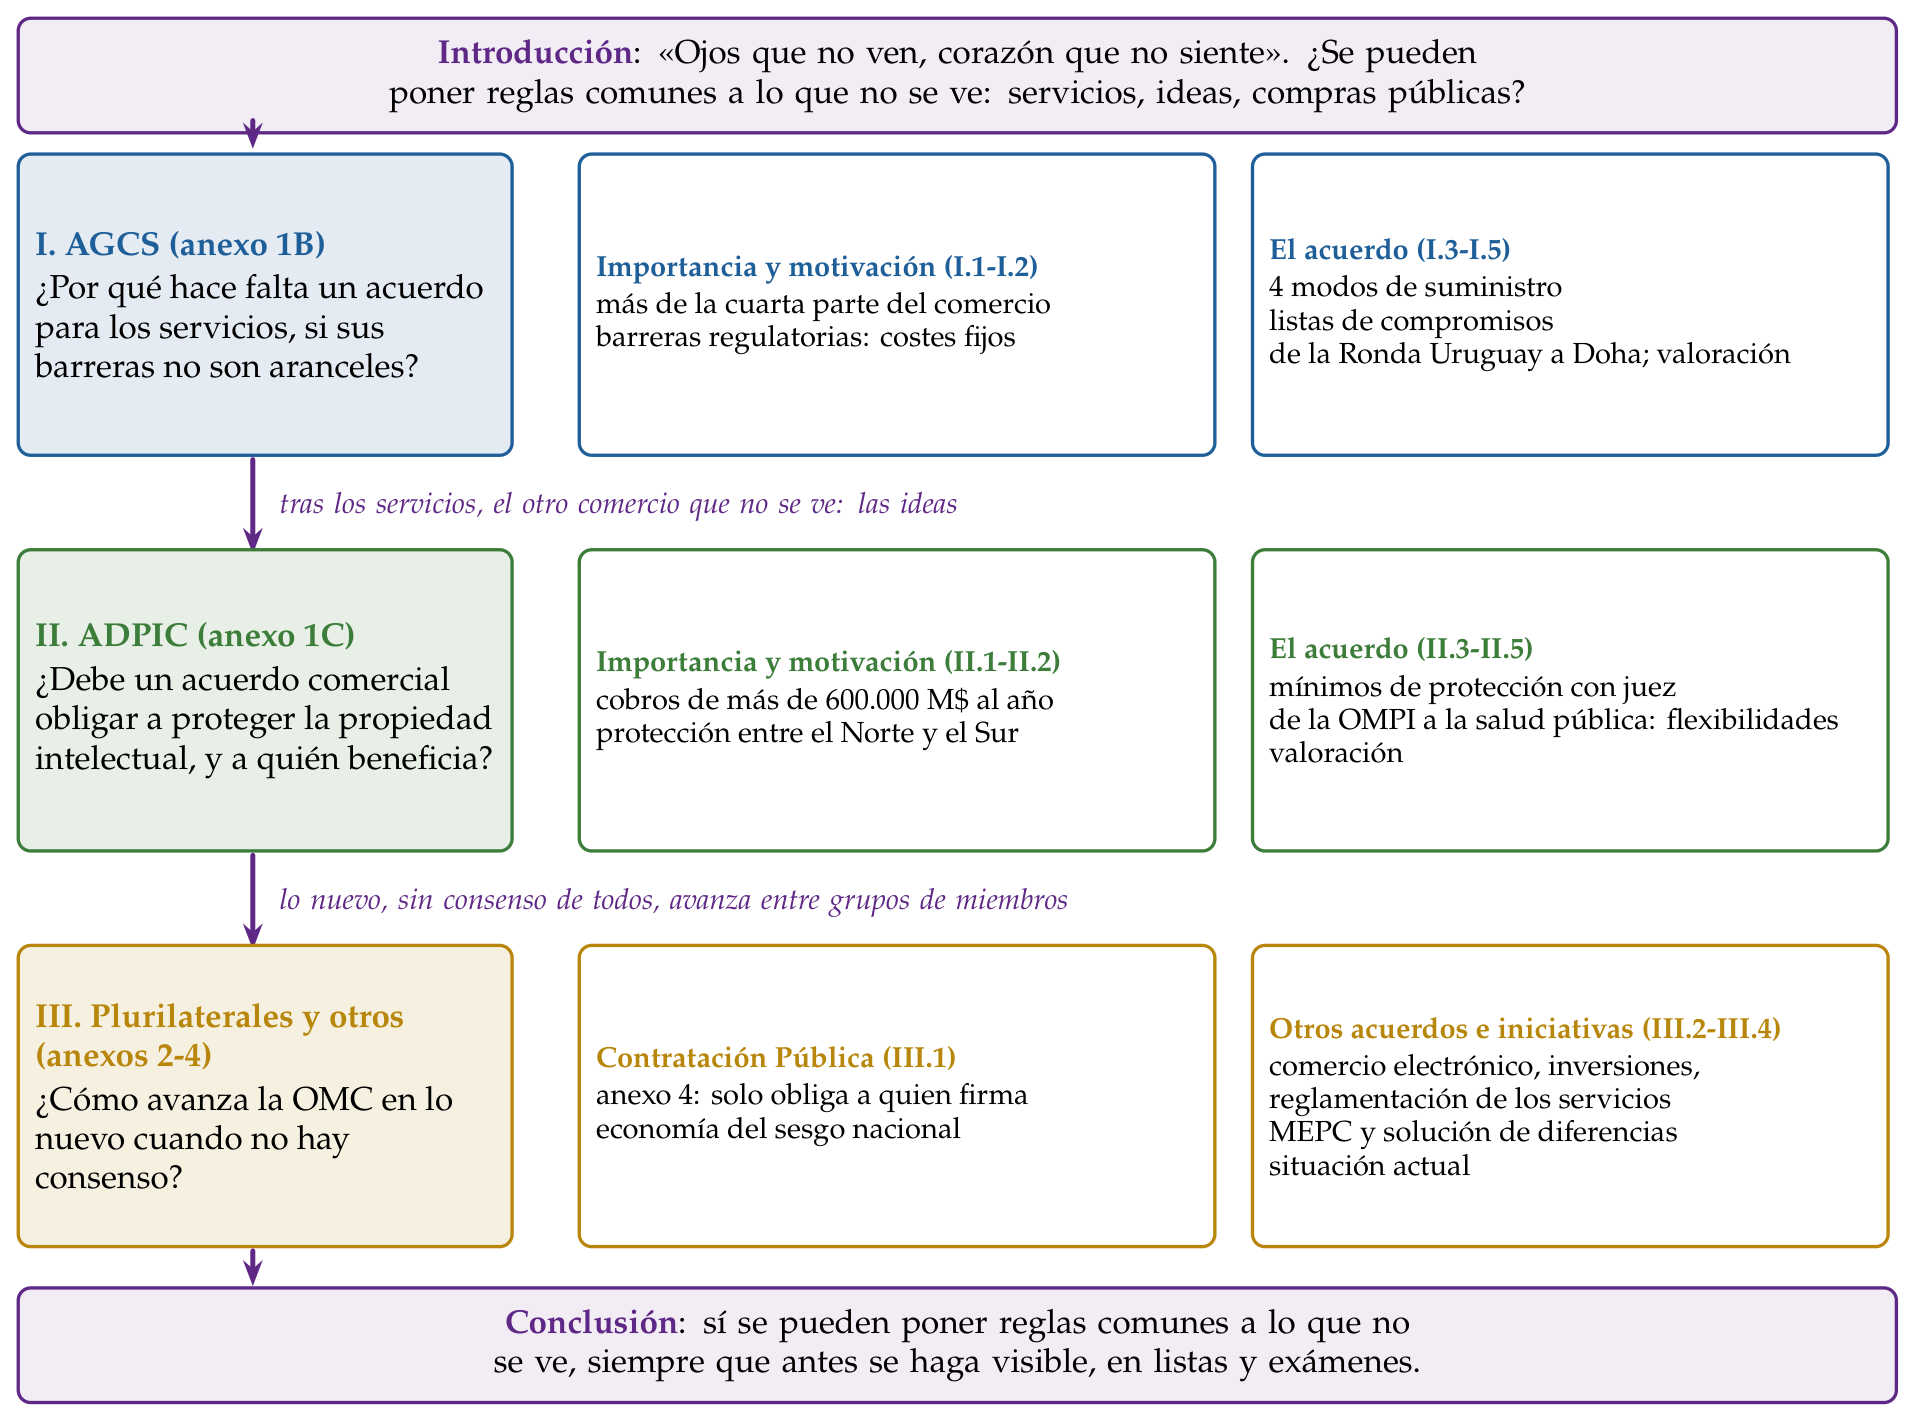 Introducción: «Ojos que no ven, corazón que no siente». ¿Se pueden
poner reglas comunes a lo que no se ve: servicios, ideas, compras públicas?
I. AGCS (anexo 1B)
¿Por qué hace falta un acuerdo
para los servicios, si sus
barreras no son aranceles?
Importancia y motivación (I.1-I.2)
más de la cuarta parte del comercio
barreras regulatorias: costes fijos
El acuerdo (I.3-I.5)
4 modos de suministro
listas de compromisos
de la Ronda Uruguay a Doha; valoración
tras los servicios, el otro comercio que no se ve: las ideas
II. ADPIC (anexo 1C)
¿Debe un acuerdo comercial
obligar a proteger la propiedad
intelectual, y a quién beneficia?
Importancia y motivación (II.1-II.2)
cobros de más de 600.000 M$ al año
protección entre el Norte y el Sur
El acuerdo (II.3-II.5)
mínimos de protección con juez
de la OMPI a la salud pública: flexibilidades
valoración
lo nuevo, sin consenso de todos, avanza entre grupos de miembros
III. Plurilaterales y otros
(anexos 2-4)
¿Cómo avanza la OMC en lo
nuevo cuando no hay
consenso?
Contratación Pública (III.1)
anexo 4: solo obliga a quien firma
economía del sesgo nacional
Otros acuerdos e iniciativas (III.2-III.4)
comercio electrónico, inversiones,
reglamentación de los servicios
MEPC y solución de diferencias
situación actual
Conclusión: sí se pueden poner reglas comunes a lo que no
se ve, siempre que antes se haga visible, en listas y exámenes.